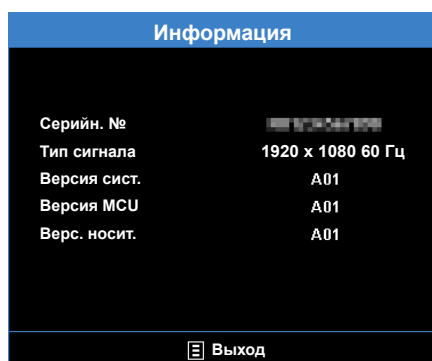 Информация
Серийн. №
Тип сигнала 1920 x 1080 60 Гц
Версия сист. A01
Версия MCU A01
Верс. носит. A01
Выход